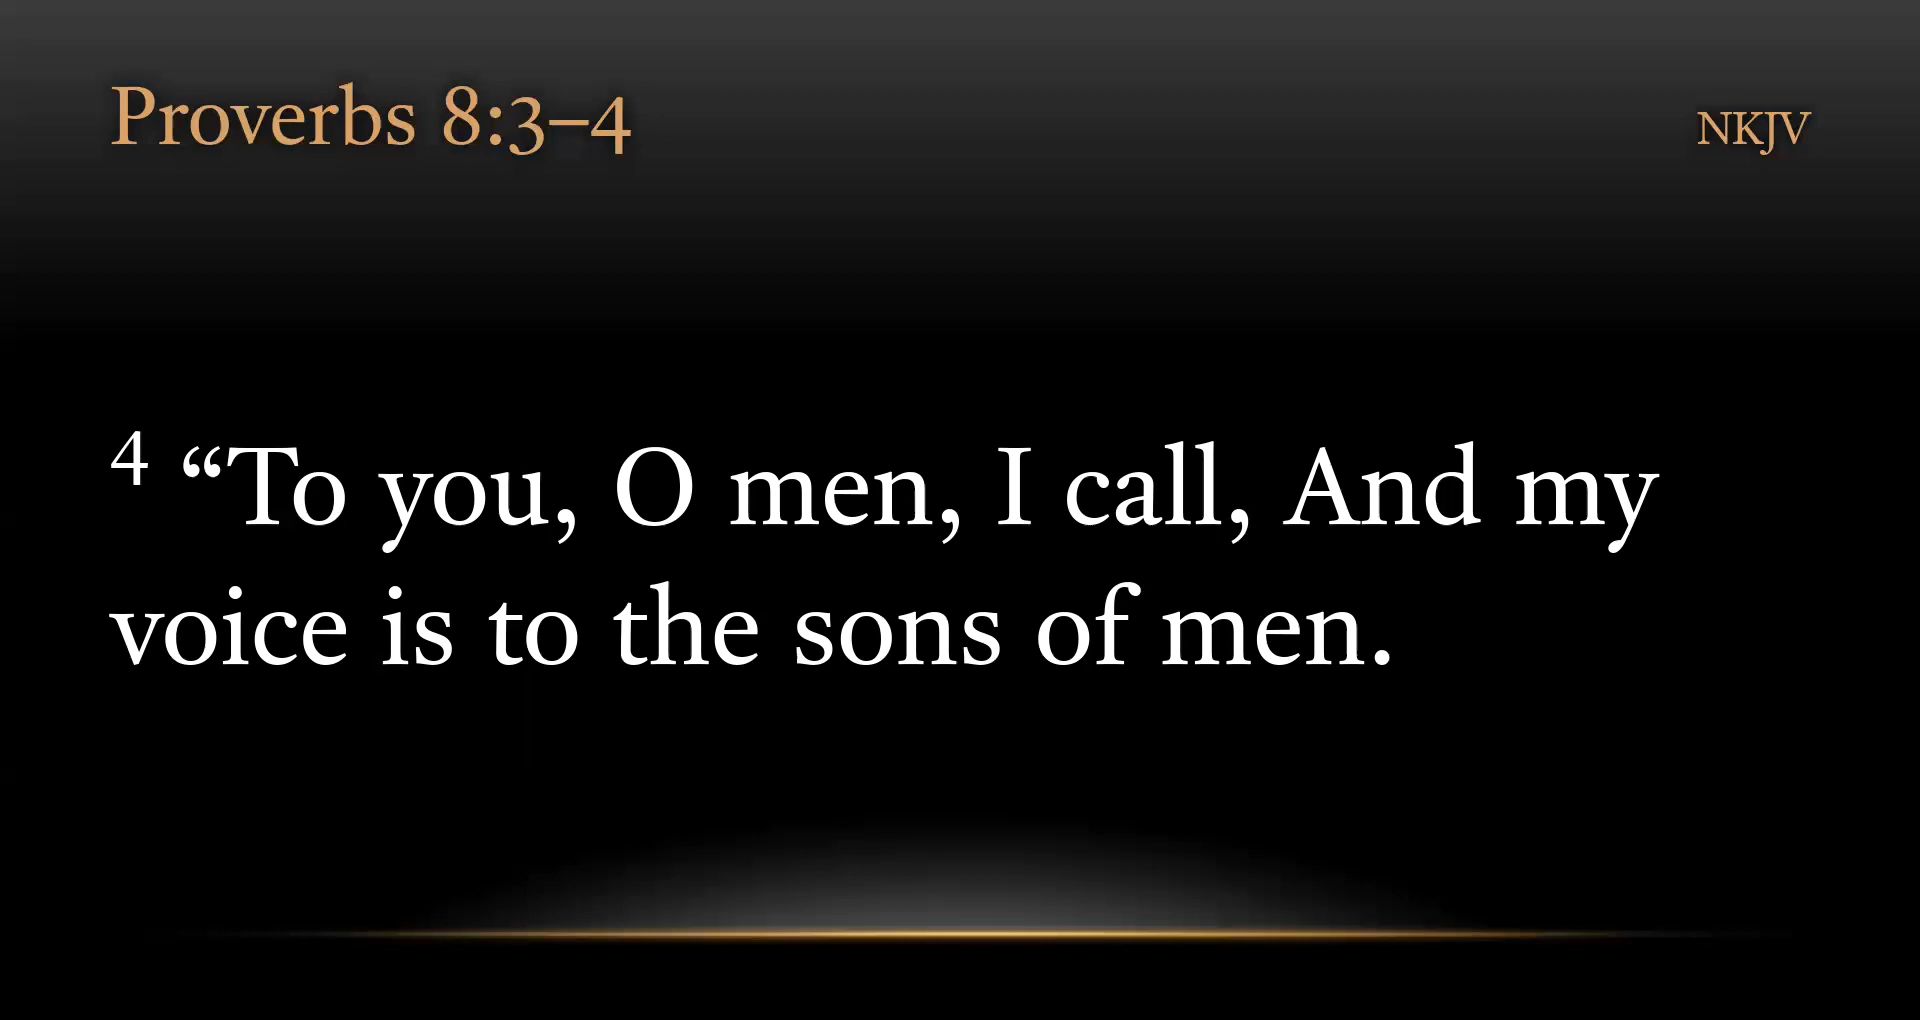 Proverbs 8:3–4
NKJV
4 “To you, O men, I call, And my
voice is to the sons of men.